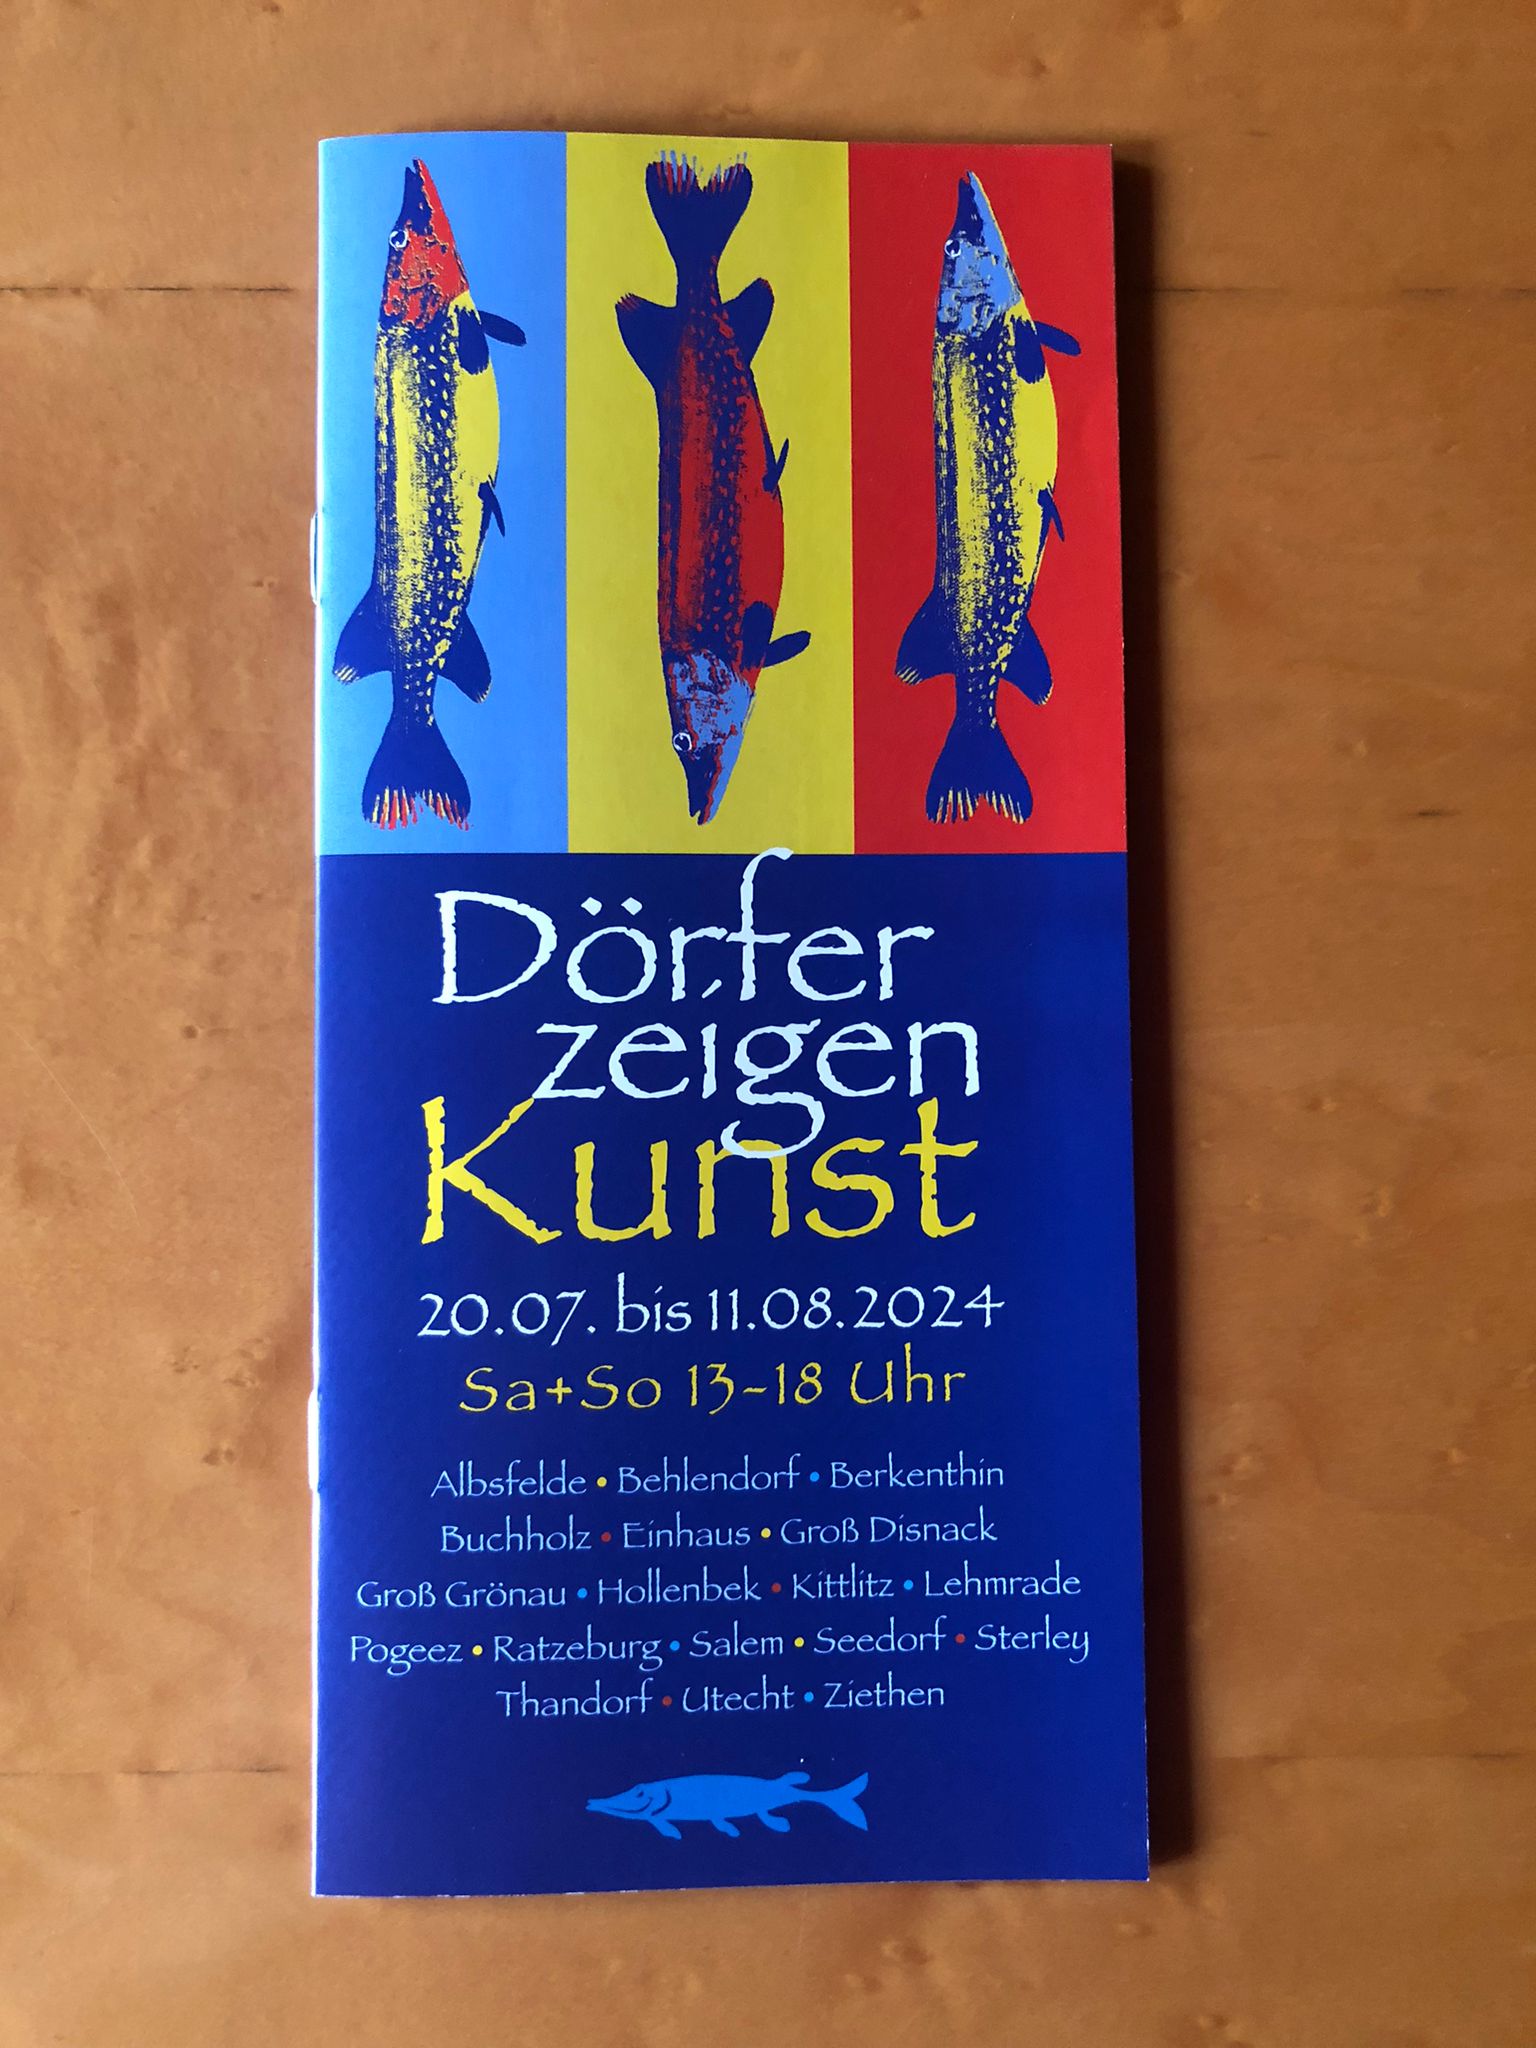 Dörfer
zeigen
Kunst
20.07. bis 11.08.2024
Sa+So 13-18 Uhr
Albsfelde • Behlendorf • Berkenthin
Buchholz • Einhaus • Groß Disnack
Groß Grönau • Hollenbek • Kittlitz • Lehmrade
Pogeez • Ratzeburg • Salem • Seedorf • Sterley
Thandorf • Utecht • Ziethen